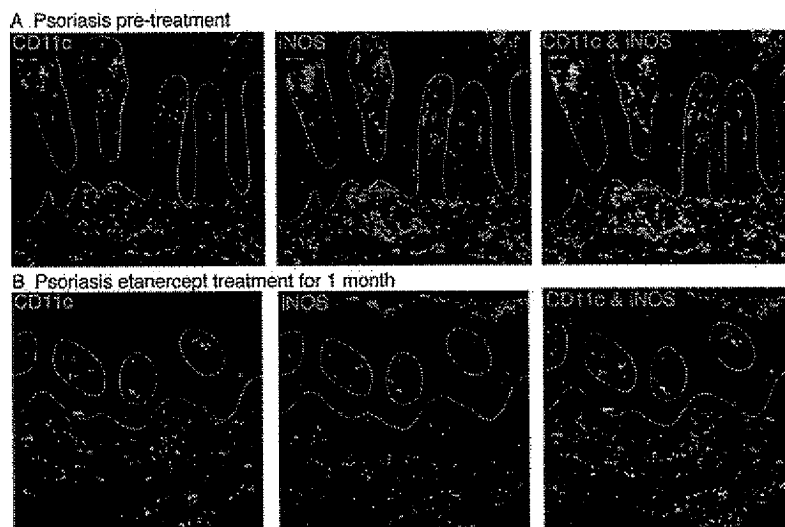 A Psoriasis pre-treatment
CD11c
iNOS
CD11c & iNOS
B Psoriasis etanercept treatment for 1 month
CD11c
iNOS
CD11c & iNOS